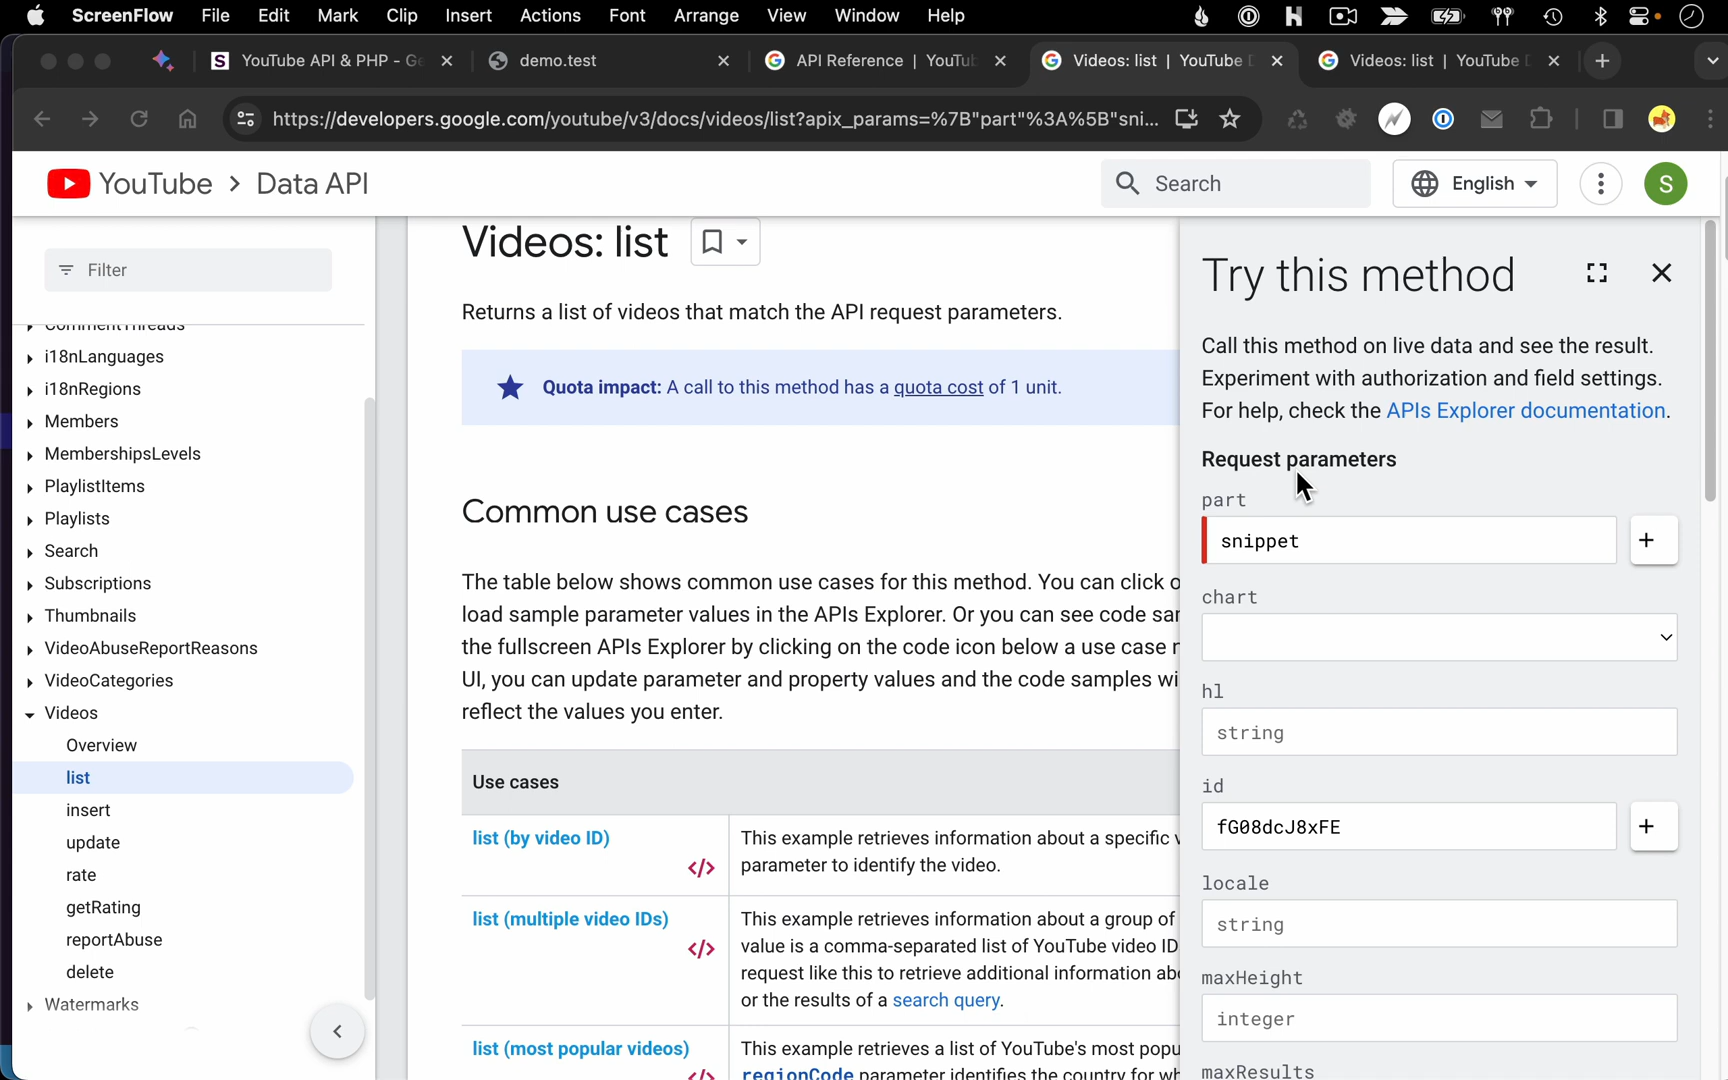 ScreenFlow File Edit Mark Clip Insert Actions Font Arrange View Window Help
YouTube API & PHP - Ge
demo.test
API Reference | YouTub
Videos: list | YouTube D
Videos: list | YouTube D
https://developers.google.com/youtube/v3/docs/videos/list?apix_params=%7B"part"%3A%5B"sni...
YouTube > Data API
Search
English
S
Filter
CommentThreads
i18nLanguages
i18nRegions
Members
MembershipsLevels
PlaylistItems
Playlists
Search
Subscriptions
Thumbnails
VideoAbuseReportReasons
VideoCategories
Videos
Overview
list
insert
update
rate
getRating
reportAbuse
delete
Watermarks
Videos: list
Returns a list of videos that match the API request parameters.
Quota impact: A call to this method has a quota cost of 1 unit.
Common use cases
The table below shows common use cases for this method. You can click o
load sample parameter values in the APIs Explorer. Or you can see code sar
the fullscreen APIs Explorer by clicking on the code icon below a use case r
UI, you can update parameter and property values and the code samples wi
reflect the values you enter.
Use cases
list (by video ID)
</>
This example retrieves information about a specific v
parameter to identify the video.
list (multiple video IDs)
</>
This example retrieves information about a group of
value is a comma-separated list of YouTube video ID
request like this to retrieve additional information abo
or the results of a search query.
list (most popular videos)
</>
This example retrieves a list of YouTube's most popu
regionCode parameter identifies the country for wh
Try this method
Call this method on live data and see the result.
Experiment with authorization and field settings.
For help, check the APIs Explorer documentation.
Request parameters
part
snippet
+
chart
hl
string
id
fG08dcJ8xFE
+
locale
string
maxHeight
integer
maxResults